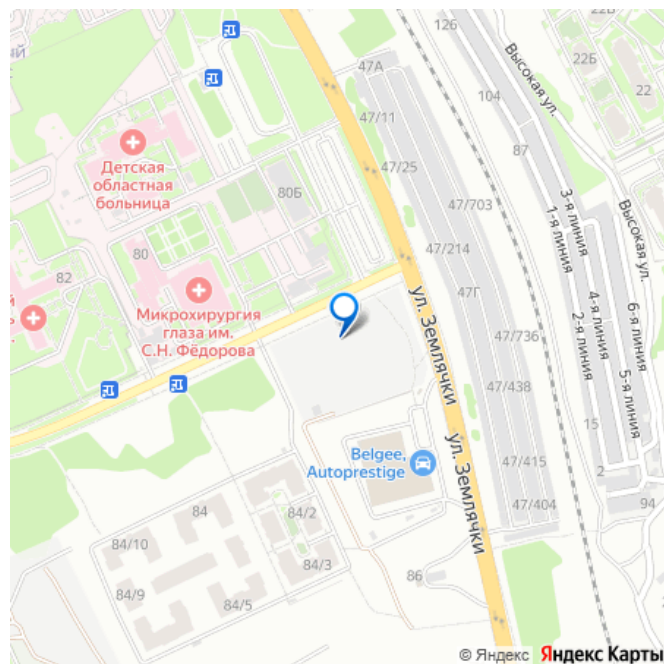 47А
12б
Высокая ул.
22Б
22
104
47/11
87
Детская
областная
больница
47/25
80Б
47/703
3-я линия
1-я линия
Высокая ул.
80
47/214
82
47Г
Микрохирургия
глаза им.
С.Н. Фёдорова
ул. Землячки
4-я линия
2-я линия
6-я линия
5-я линия
47/736
47/438
15
Belgee,
Autoprestige
ул. Землячки
47/415
2
84
84/2
47/404
94
84/10
84/3
86
84/9
84/5
© Яндекс Яндекс Карты